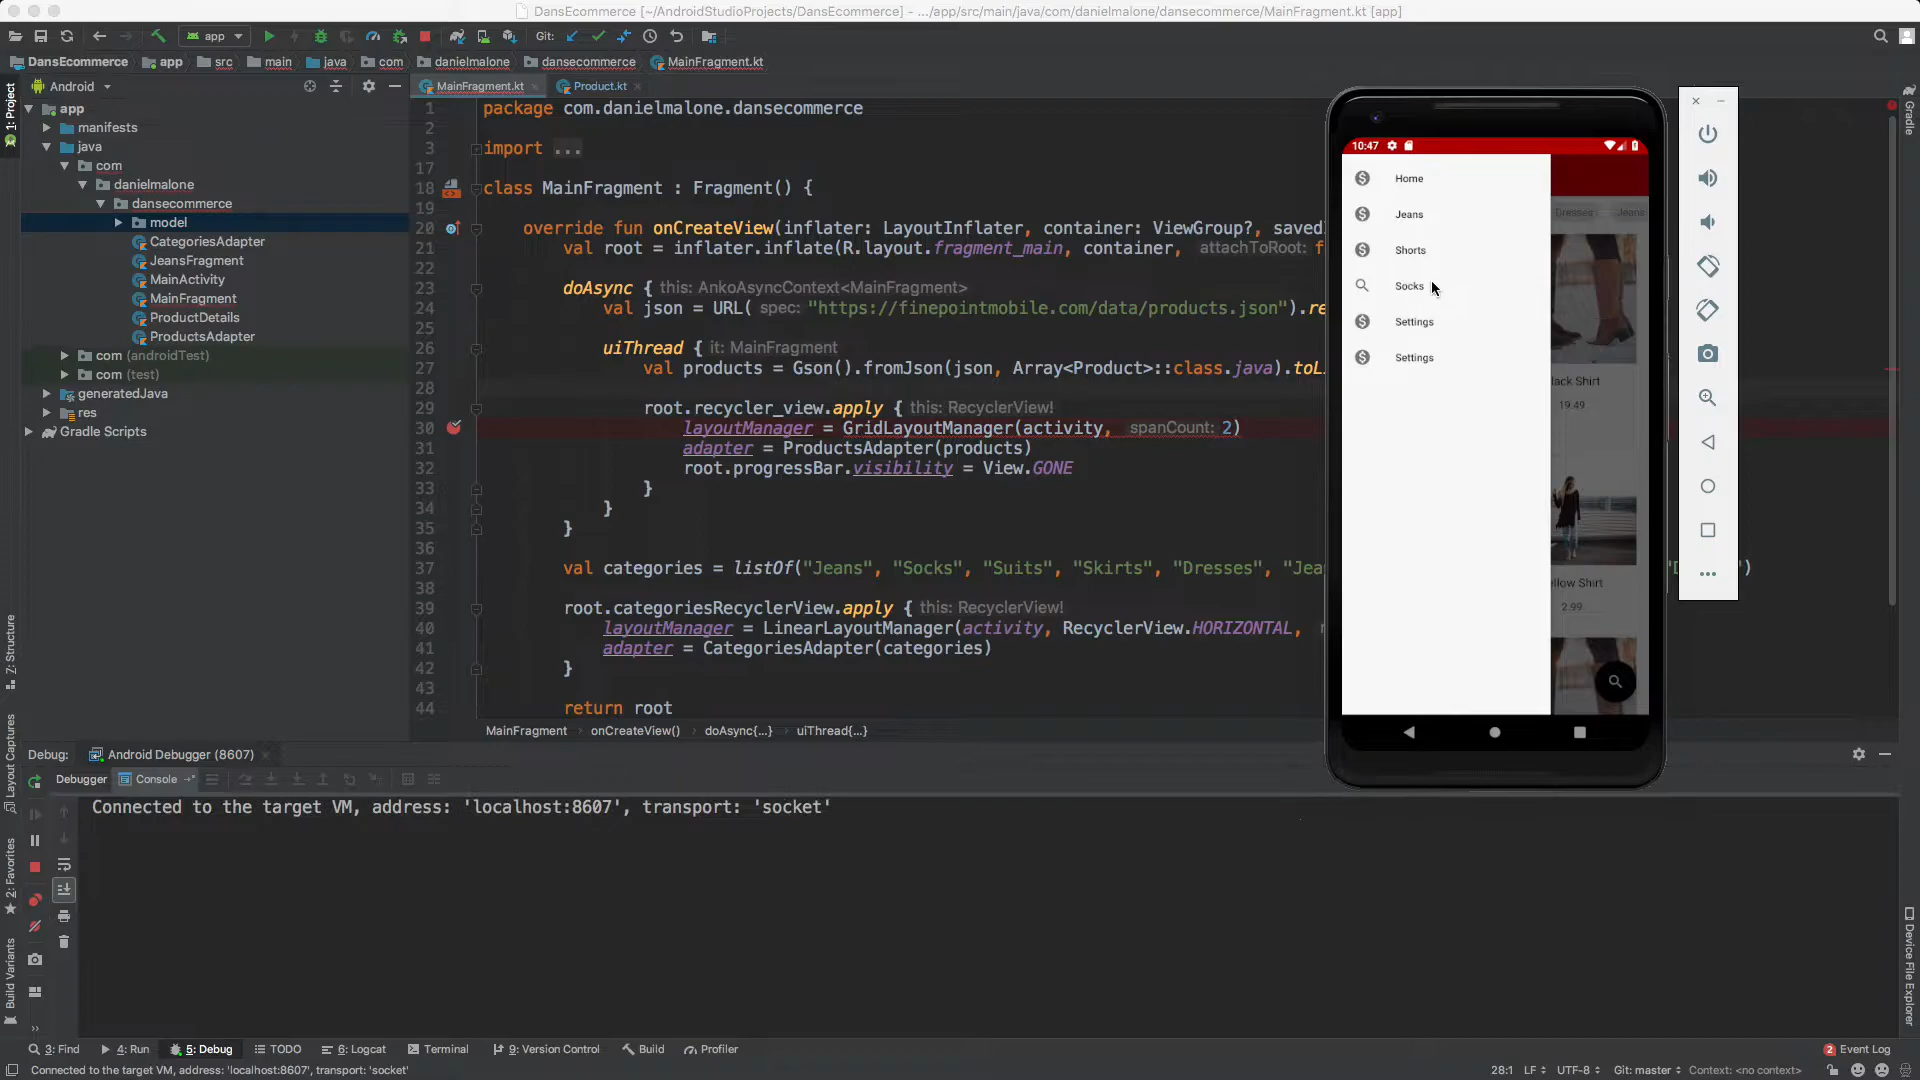 DansEcommerce [~/AndroidStudioProjects/DansEcommerce] - .../app/src/main/java/com/danielmalone/dansecommerce/MainFragment.kt [app]
app
Git:
DansEcommerce
app
src
main
java
com
danielmalone
dansecommerce
MainFragment.kt
1: Project
Android
MainFragment.kt
Product.kt
Gradle
app
manifests
java
com
danielmalone
dansecommerce
model
CategoriesAdapter
JeansFragment
MainActivity
MainFragment
ProductDetails
ProductsAdapter
com (androidTest)
com (test)
generatedJava
res
Gradle Scripts
1 package com.danielmalone.dansecommerce
2
3 import ...
17
18 class MainFragment : Fragment() {
19
20 override fun onCreateView(inflater: LayoutInflater, container: ViewGroup?, saved
21 val root = inflater.inflate(R.layout.fragment_main, container, attachToRoot: f
22
23 doAsync { this: AnkoAsyncContext<MainFragment>
24 val json = URL( spec: "https://finepointmobile.com/data/products.json").re
25
26 uiThread { it: MainFragment
27 val products = Gson().fromJson(json, Array<Product>::class.java).toL
28
29 root.recycler_view.apply { this: RecyclerView!
30 layoutManager = GridLayoutManager(activity, spanCount: 2)
31 adapter = ProductsAdapter(products)
32 root.progressBar.visibility = View.GONE
33 }
34 }
35 }
36
37 val categories = listOf("Jeans", "Socks", "Suits", "Skirts", "Dresses", "Jea
")
38
39 root.categoriesRecyclerView.apply { this: RecyclerView!
40 layoutManager = LinearLayoutManager(activity, RecyclerView.HORIZONTAL,
41 adapter = CategoriesAdapter(categories)
42 }
43
44 return root
MainFragment > onCreateView() > doAsync{...} > uiThread{...}
10:47
Home
Jeans
Shorts
Socks
Settings
Settings
Dresses
Jeans
lack Shirt
19.49
ellow Shirt
2.99
Z: Structure
Layout Captures
2: Favorites
Build Variants
Device File Explorer
Debug:
Android Debugger (8607)
Debugger
Console
Connected to the target VM, address: 'localhost:8607', transport: 'socket'
3: Find
4: Run
5: Debug
TODO
6: Logcat
Terminal
9: Version Control
Build
Profiler
2 Event Log
Connected to the target VM, address: 'localhost:8607', transport: 'socket'
28:1
LF
UTF-8
Git: master
Context: <no context>